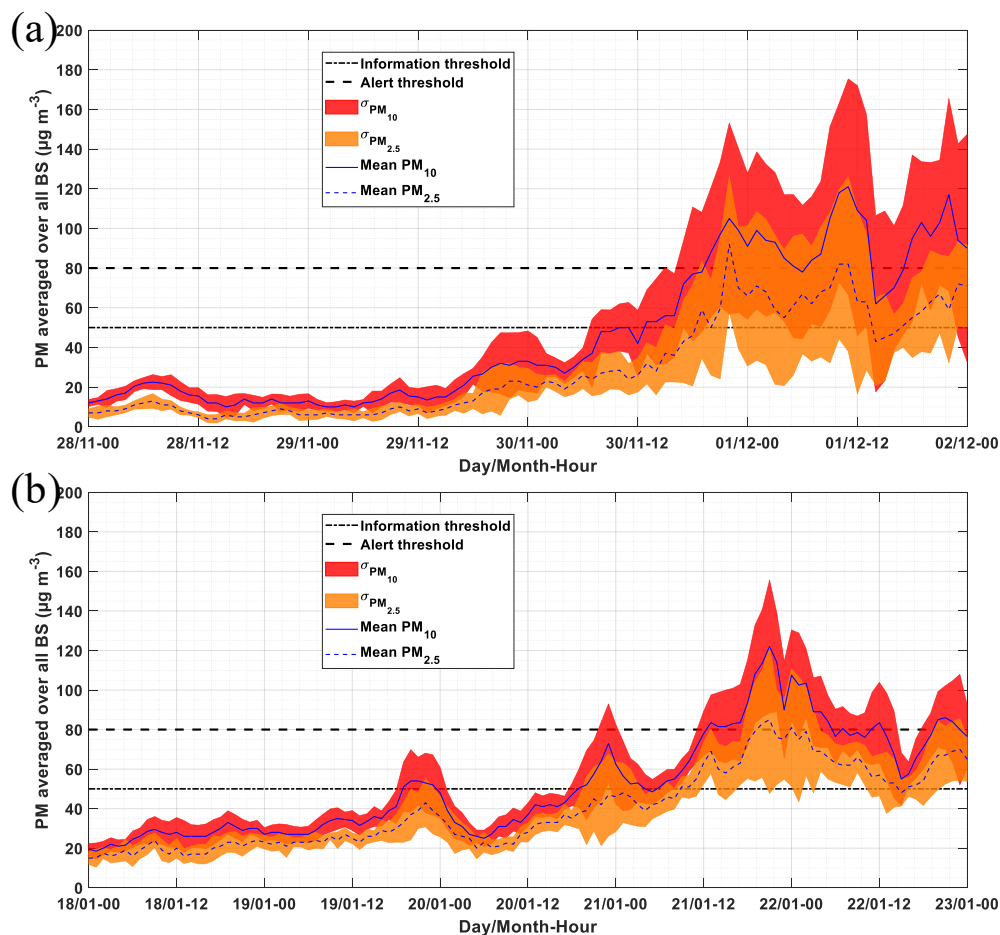 (a)
PM averaged over all BS (µg m-3)
200
180
160
140
120
100
80
60
40
20
0
Information threshold
Alert threshold
σPM10
σPM2.5
Mean PM10
Mean PM2.5
28/11-00 28/11-12 29/11-00 29/11-12 30/11-00 30/11-12 01/12-00 01/12-12 02/12-00
Day/Month-Hour
(b)
PM averaged over all BS (µg m-3)
200
180
160
140
120
100
80
60
40
20
0
Information threshold
Alert threshold
σPM10
σPM2.5
Mean PM10
Mean PM2.5
18/01-00 18/01-12 19/01-00 19/01-12 20/01-00 20/01-12 21/01-00 21/01-12 22/01-00 22/01-12 23/01-00
Day/Month-Hour